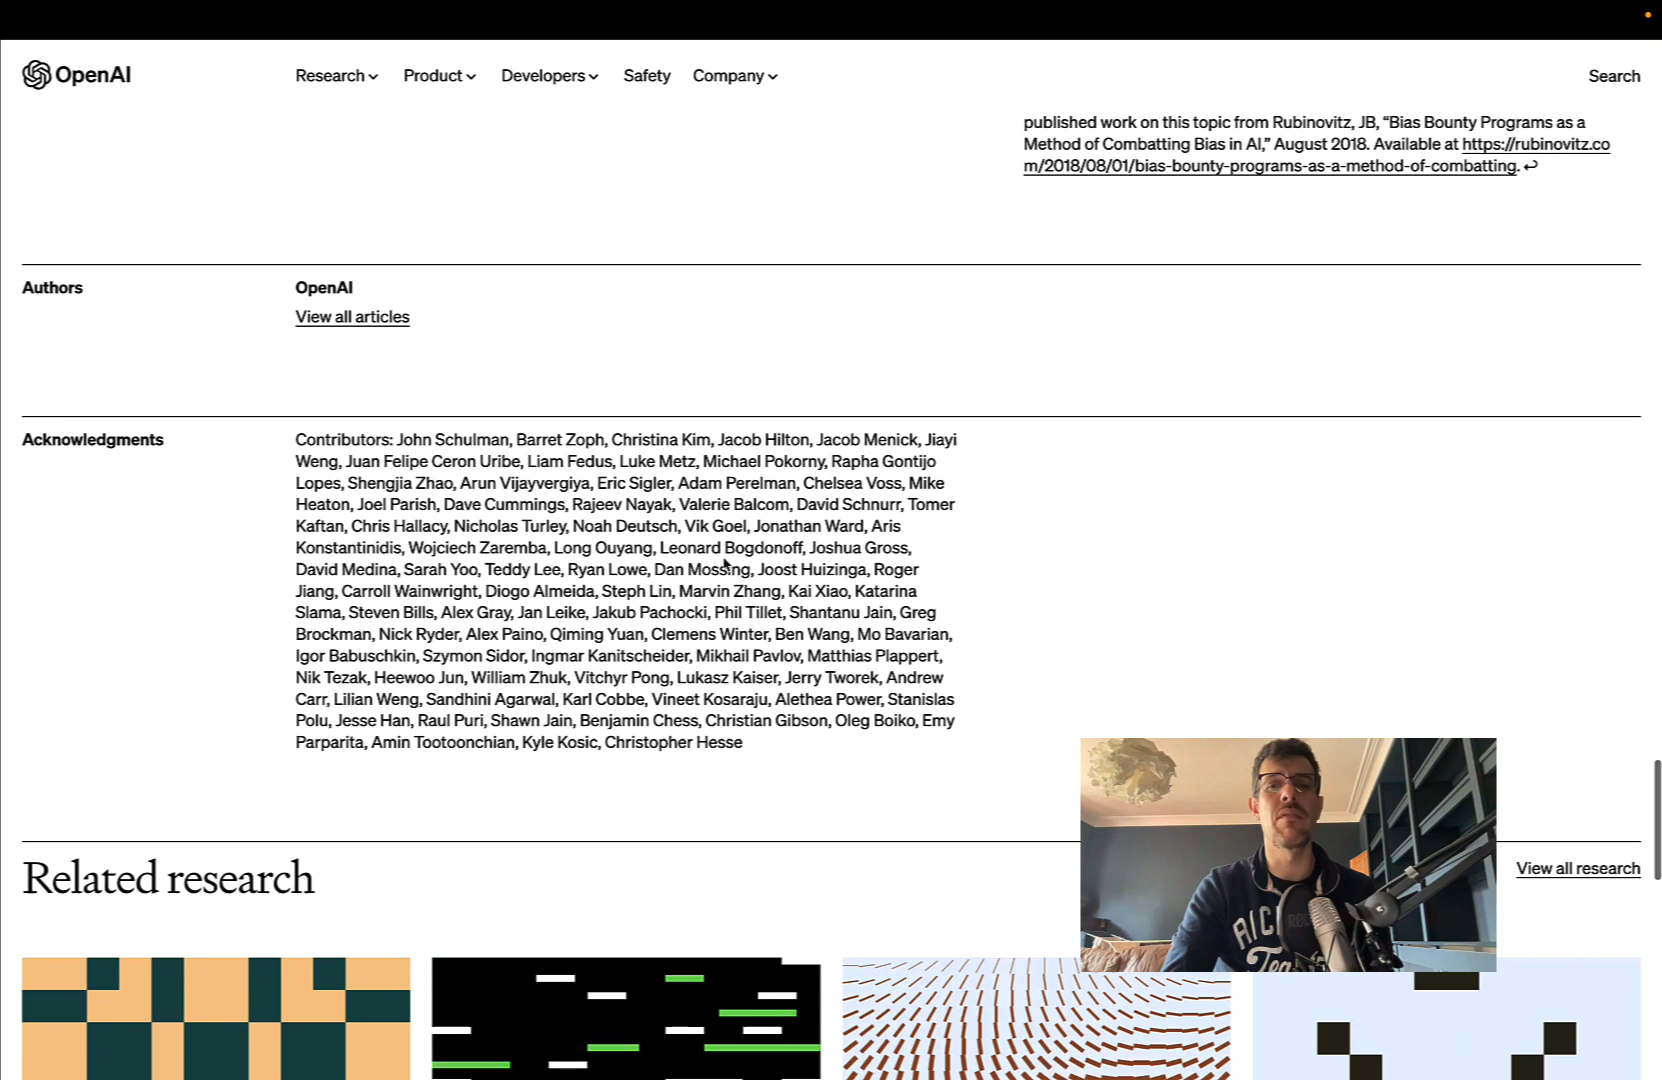 OpenAI
Research
Product
Developers
Safety
Company
Search
published work on this topic from Rubinovitz, JB, “Bias Bounty Programs as a
Method of Combatting Bias in AI,” August 2018. Available at https://rubinovitz.co
m/2018/08/01/bias-bounty-programs-as-a-method-of-combatting. ↩
Authors
OpenAI
View all articles
Acknowledgments
Contributors: John Schulman, Barret Zoph, Christina Kim, Jacob Hilton, Jacob Menick, Jiayi
Weng, Juan Felipe Ceron Uribe, Liam Fedus, Luke Metz, Michael Pokorny, Rapha Gontijo
Lopes, Shengjia Zhao, Arun Vijayvergiya, Eric Sigler, Adam Perelman, Chelsea Voss, Mike
Heaton, Joel Parish, Dave Cummings, Rajeev Nayak, Valerie Balcom, David Schnurr, Tomer
Kaftan, Chris Hallacy, Nicholas Turley, Noah Deutsch, Vik Goel, Jonathan Ward, Aris
Konstantinidis, Wojciech Zaremba, Long Ouyang, Leonard Bogdonoff, Joshua Gross,
David Medina, Sarah Yoo, Teddy Lee, Ryan Lowe, Dan Mossing, Joost Huizinga, Roger
Jiang, Carroll Wainwright, Diogo Almeida, Steph Lin, Marvin Zhang, Kai Xiao, Katarina
Slama, Steven Bills, Alex Gray, Jan Leike, Jakub Pachocki, Phil Tillet, Shantanu Jain, Greg
Brockman, Nick Ryder, Alex Paino, Qiming Yuan, Clemens Winter, Ben Wang, Mo Bavarian,
Igor Babuschkin, Szymon Sidor, Ingmar Kanitscheider, Mikhail Pavlov, Matthias Plappert,
Nik Tezak, Heewoo Jun, William Zhuk, Vitchyr Pong, Lukasz Kaiser, Jerry Tworek, Andrew
Carr, Lilian Weng, Sandhini Agarwal, Karl Cobbe, Vineet Kosaraju, Alethea Power, Stanislas
Polu, Jesse Han, Raul Puri, Shawn Jain, Benjamin Chess, Christian Gibson, Oleg Boiko, Emy
Parparita, Amin Tootoonchian, Kyle Kosic, Christopher Hesse
Related research
View all research